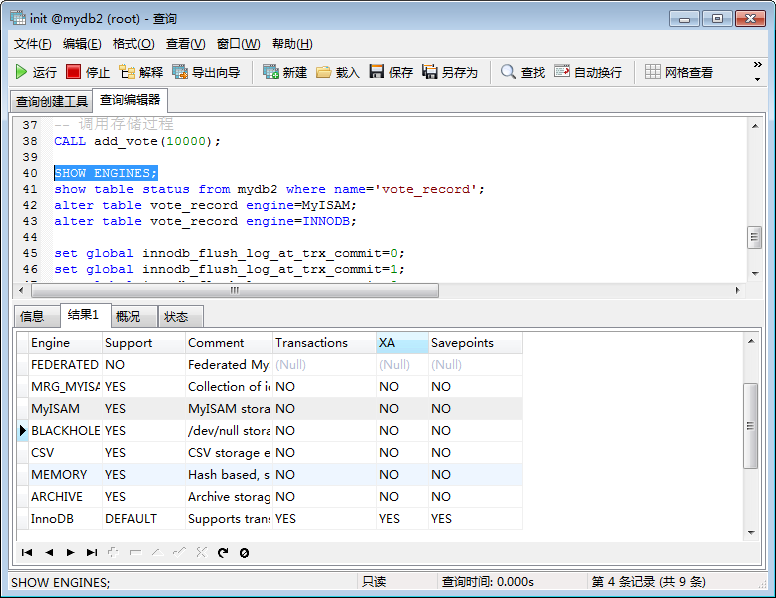 init @mydb2 (root) - 查询
文件(F) 编辑(E) 格式(O) 查看(V) 窗口(W) 帮助(H)
运行 停止 解释 导出向导 新建 载入 保存 另存为 查找 自动换行 网格查看 »
查询创建工具 查询编辑器
37 -- 调用存储过程
38 CALL add_vote(10000);
39
40 SHOW ENGINES;
41 show table status from mydb2 where name='vote_record';
42 alter table vote_record engine=MyISAM;
43 alter table vote_record engine=INNODB;
44
45 set global innodb_flush_log_at_trx_commit=0;
46 set global innodb_flush_log_at_trx_commit=1;
信息 结果1 概况 状态
Engine Support Comment Transactions XA Savepoints
FEDERATED NO Federated My (Null) (Null) (Null)
MRG_MYISA YES Collection of i NO NO NO
MyISAM YES MyISAM stora NO NO NO
BLACKHOLE YES /dev/null stora NO NO NO
CSV YES CSV storage e NO NO NO
MEMORY YES Hash based, s NO NO NO
ARCHIVE YES Archive storag NO NO NO
InnoDB DEFAULT Supports tran YES YES YES
SHOW ENGINES; 只读 查询时间: 0.000s 第 4 条记录 (共 9 条)